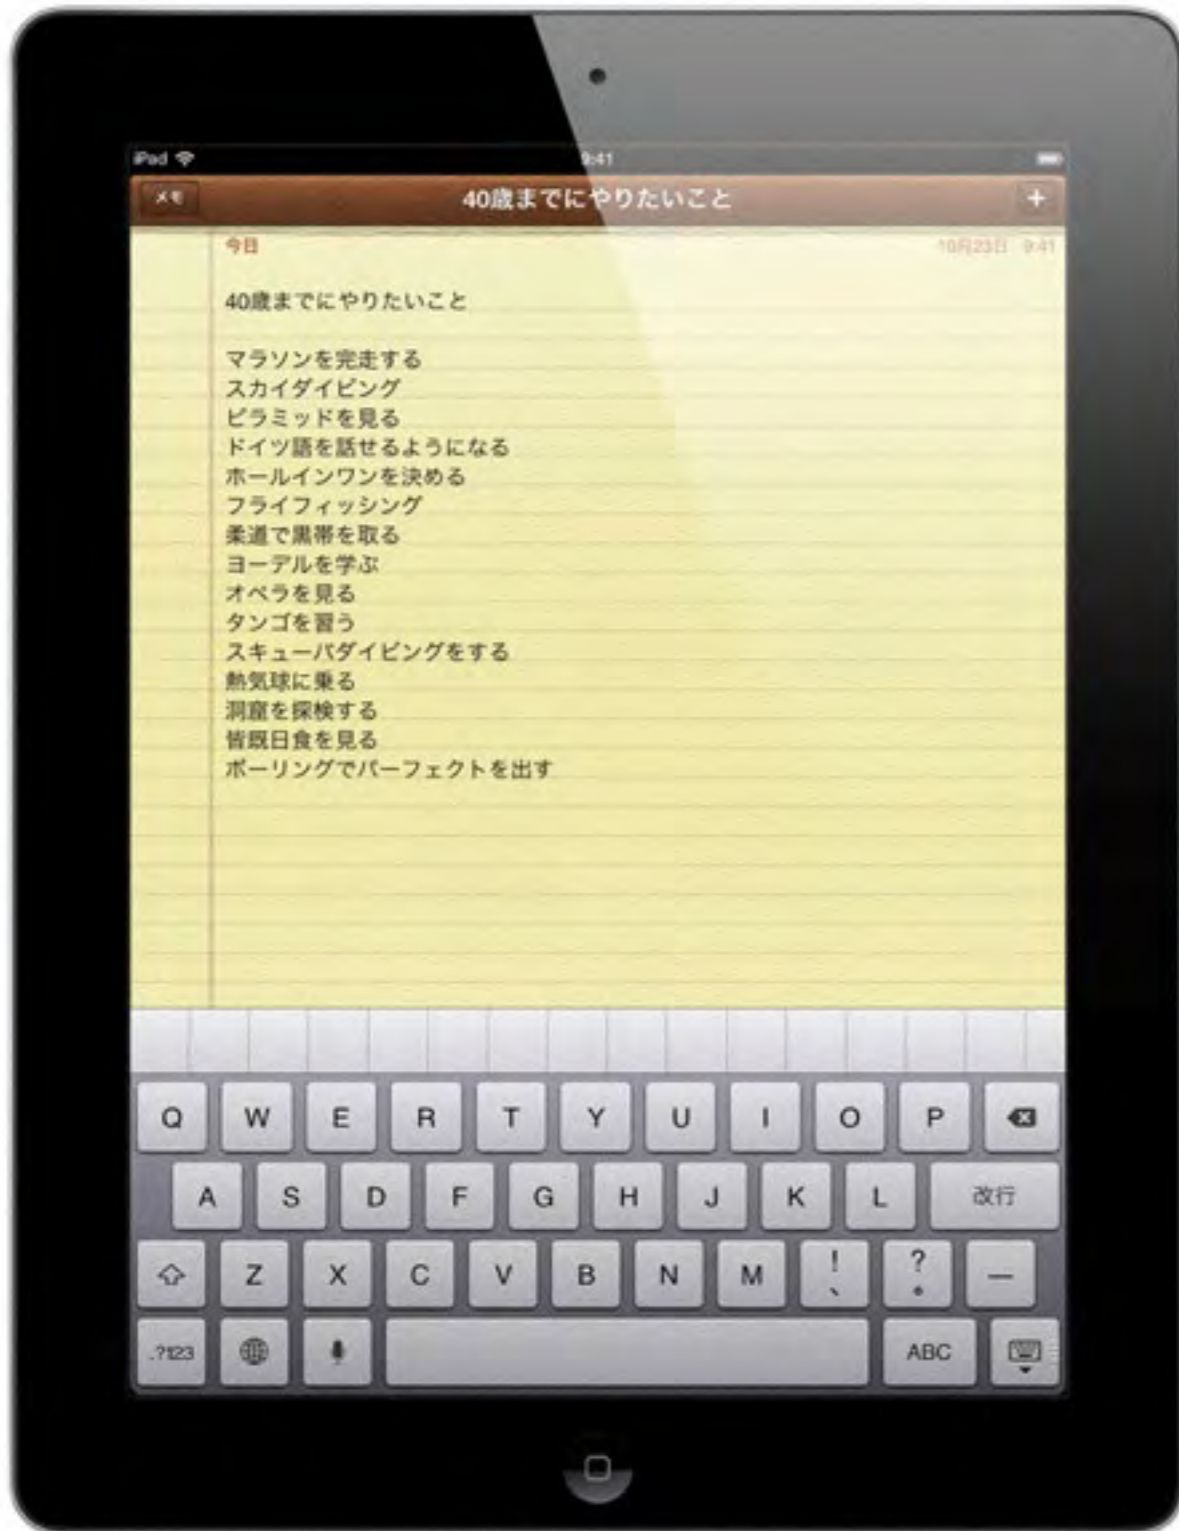 iPad
9:41
メモ
40歳までにやりたいこと
+
今日
10月23日 9:41
40歳までにやりたいこと
マラソンを完走する
スカイダイビング
ピラミッドを見る
ドイツ語を話せるようになる
ホールインワンを決める
フライフィッシング
柔道で黒帯を取る
ヨーデルを学ぶ
オペラを見る
タンゴを習う
スキューバダイビングをする
熱気球に乗る
洞窟を探検する
皆既日食を見る
ボーリングでパーフェクトを出す
Q W E R T Y U I O P
A S D F G H J K L 改行
Z X C V B N M ! 、 ? 。 ー
.?123 ABC